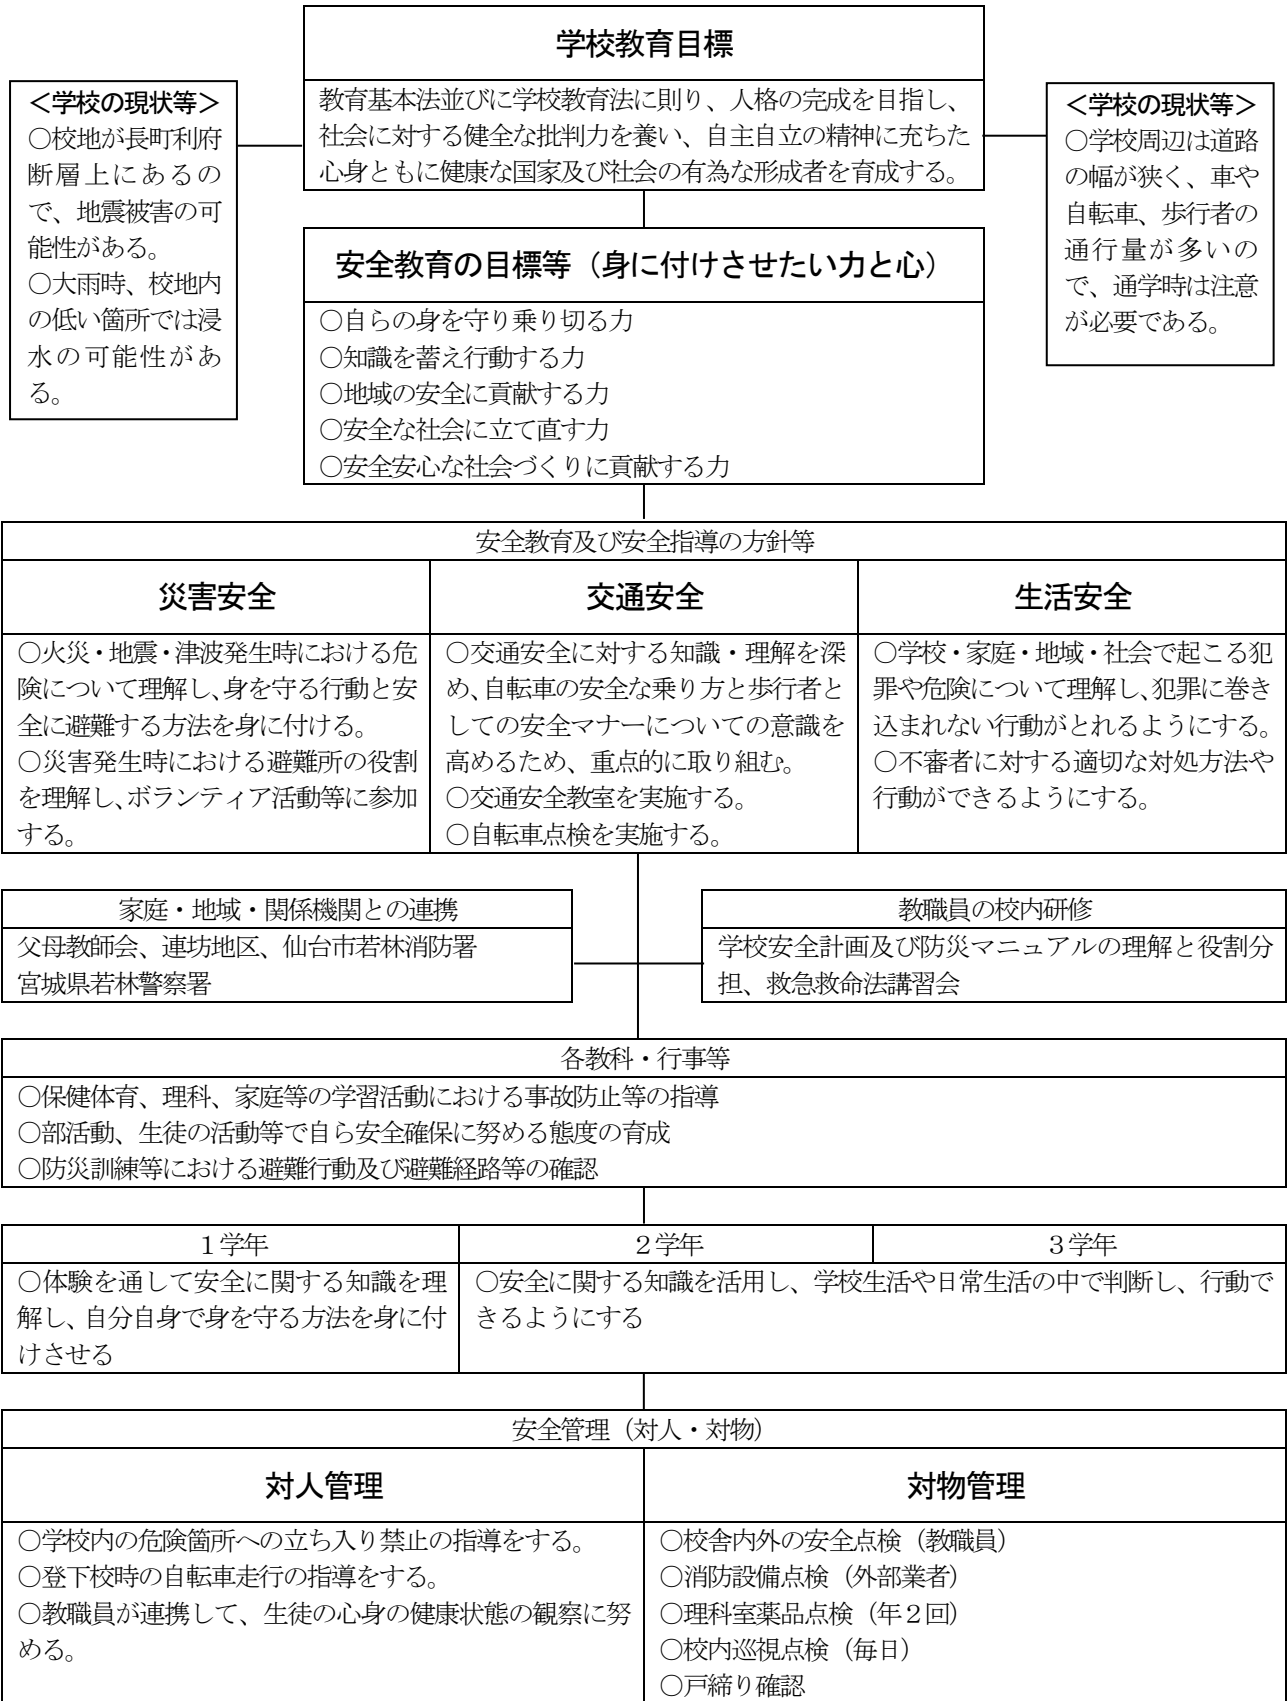 学校教育目標
教育基本法並びに学校教育法に則り、人格の完成を目指し、
社会に対する健全な批判力を養い、自主自立の精神に充ちた
心身ともに健康な国家及び社会の有為な形成者を育成する。
＜学校の現状等＞
○校地が長町利府
断層上にあるの
で、地震被害の可
能性がある。
○大雨時、校地内
の低い箇所では浸
水の可能性があ
る。
＜学校の現状等＞
○学校周辺は道路
の幅が狭く、車や
自転車、歩行者の
通行量が多いの
で、通学時は注意
が必要である。
安全教育の目標等（身に付けさせたい力と心）
○自らの身を守り乗り切る力
○知識を蓄え行動する力
○地域の安全に貢献する力
○安全な社会に立て直す力
○安全安心な社会づくりに貢献する力
安全教育及び安全指導の方針等
災害安全
○火災・地震・津波発生時における危
険について理解し、身を守る行動と安
全に避難する方法を身に付ける。
○災害発生時における避難所の役割
を理解し、ボランティア活動等に参加
する。
交通安全
○交通安全に対する知識・理解を深
め、自転車の安全な乗り方と歩行者と
しての安全マナーについての意識を
高めるため、重点的に取り組む。
○交通安全教室を実施する。
○自転車点検を実施する。
生活安全
○学校・家庭・地域・社会で起こる犯
罪や危険について理解し、犯罪に巻き
込まれない行動がとれるようにする。
○不審者に対する適切な対処方法や
行動ができるようにする。
家庭・地域・関係機関との連携
父母教師会、連坊地区、仙台市若林消防署
宮城県若林警察署
教職員の校内研修
学校安全計画及び防災マニュアルの理解と役割分
担、救急救命法講習会
各教科・行事等
○保健体育、理科、家庭等の学習活動における事故防止等の指導
○部活動、生徒の活動等で自ら安全確保に努める態度の育成
○防災訓練等における避難行動及び避難経路等の確認
１学年
○体験を通して安全に関する知識を理
解し、自分自身で身を守る方法を身に付
けさせる
２学年
３学年
○安全に関する知識を活用し、学校生活や日常生活の中で判断し、行動で
きるようにする
安全管理（対人・対物）
対人管理
○学校内の危険箇所への立ち入り禁止の指導をする。
○登下校時の自転車走行の指導をする。
○教職員が連携して、生徒の心身の健康状態の観察に努
める。
対物管理
○校舎内外の安全点検（教職員）
○消防設備点検（外部業者）
○理科室薬品点検（年２回）
○校内巡視点検（毎日）
○戸締り確認